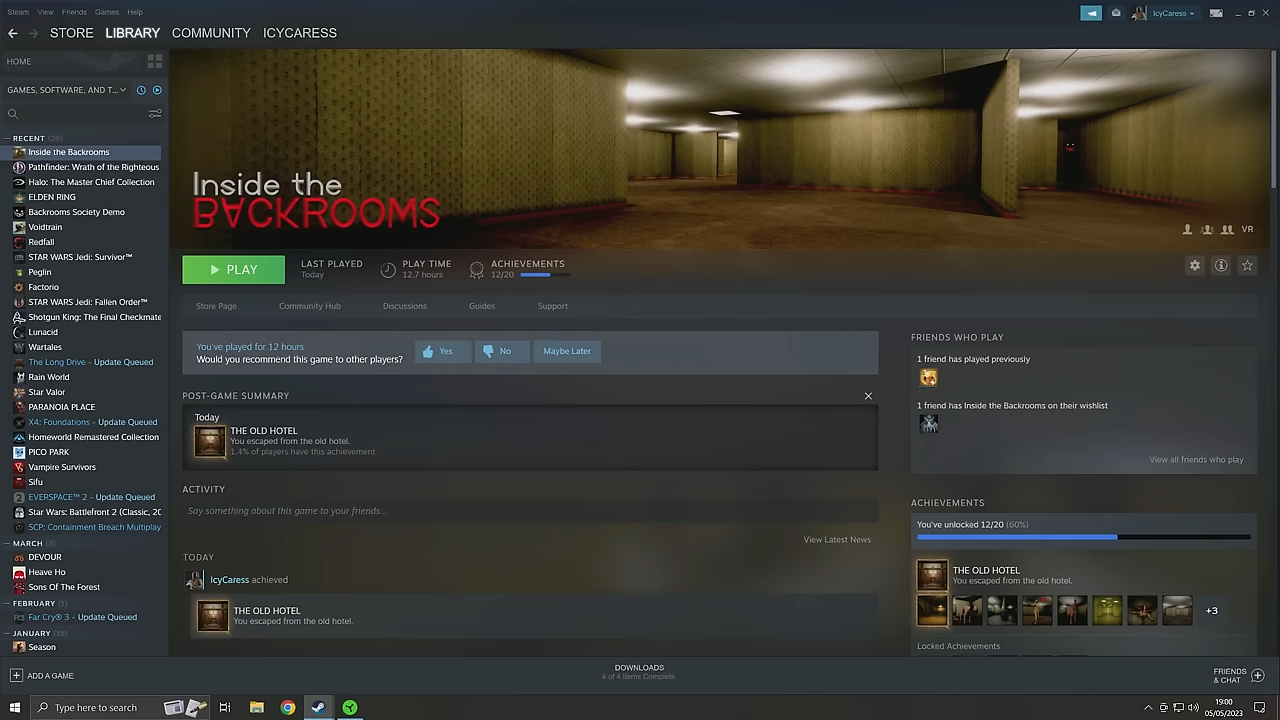 Steam View Friends Games Help
IcyCaress
STORE LIBRARY COMMUNITY ICYCARESS
HOME
GAMES, SOFTWARE, AND T...
RECENT (26)
Inside the Backrooms
Pathfinder: Wrath of the Righteous
Halo: The Master Chief Collection
ELDEN RING
Backrooms Society Demo
Voidtrain
Redfall
STAR WARS Jedi: Survivor™
Peglin
Factorio
STAR WARS Jedi: Fallen Order™
Shotgun King: The Final Checkmate
Lunacid
Wartales
The Long Drive - Update Queued
Rain World
Star Valor
PARANOIA PLACE
X4: Foundations - Update Queued
Homeworld Remastered Collection
PICO PARK
Vampire Survivors
Sifu
EVERSPACE™ 2 - Update Queued
Star Wars: Battlefront 2 (Classic, 20
SCP: Containment Breach Multiplay
MARCH (3)
DEVOUR
Heave Ho
Sons Of The Forest
FEBRUARY (1)
Far Cry® 3 - Update Queued
JANUARY (18)
Season
Inside the
BACKROOMS
VR
PLAY
LAST PLAYED
Today
PLAY TIME
12.7 hours
ACHIEVEMENTS
12/20
Store Page Community Hub Discussions Guides Support
You've played for 12 hours
Would you recommend this game to other players?
Yes No Maybe Later
POST-GAME SUMMARY
Today
THE OLD HOTEL
You escaped from the old hotel.
1.4% of players have this achievement
ACTIVITY
Say something about this game to your friends...
View Latest News
TODAY
IcyCaress achieved
THE OLD HOTEL
You escaped from the old hotel.
FRIENDS WHO PLAY
1 friend has played previously
1 friend has Inside the Backrooms on their wishlist
View all friends who play
ACHIEVEMENTS
You've unlocked 12/20 (60%)
THE OLD HOTEL
You escaped from the old hotel.
+3
Locked Achievements
ADD A GAME
DOWNLOADS
4 of 4 Items Complete
FRIENDS
& CHAT
Type here to search
19:00
05/05/2023